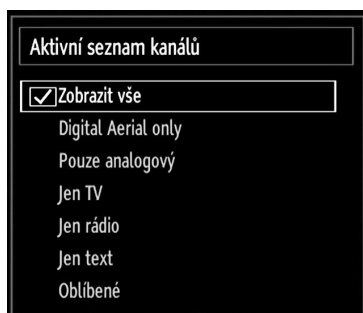 Aktivní seznam kanálů
Zobrazit vše
Digital Aerial only
Pouze analogový
Jen TV
Jen rádio
Jen text
Oblíbené